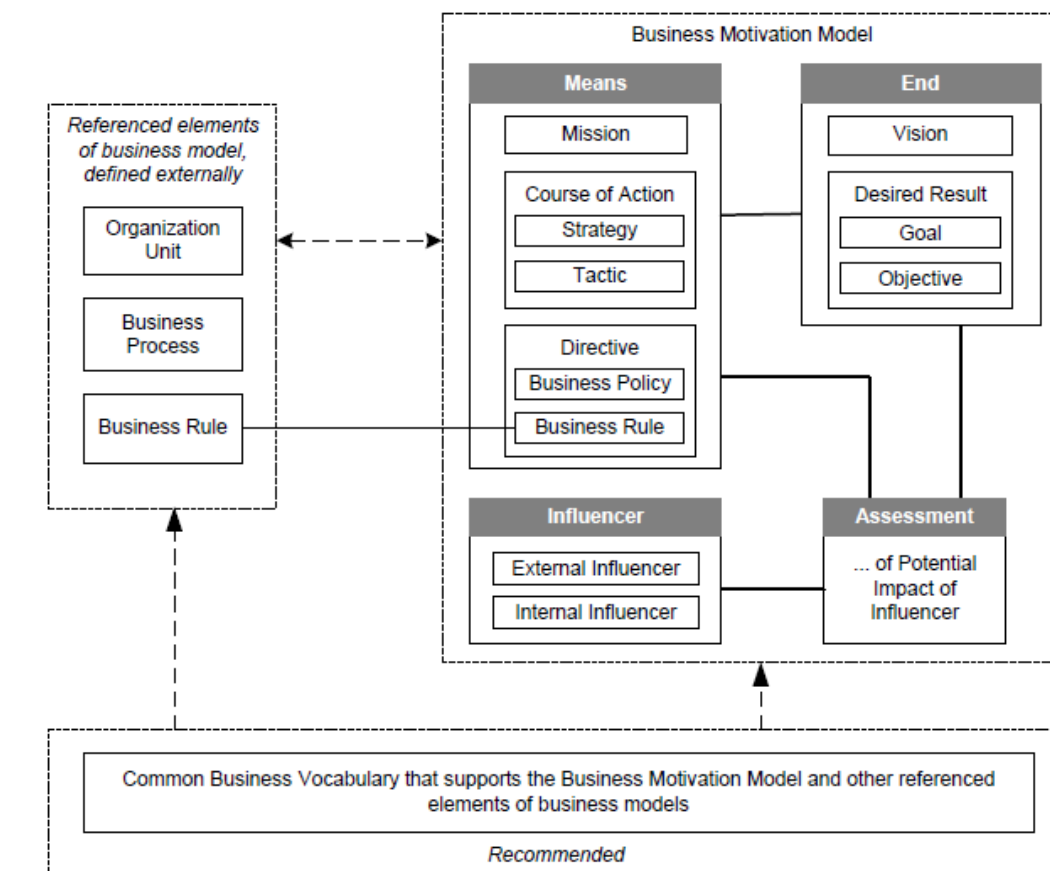 Business Motivation Model
Referenced elements
of business model,
defined externally
Organization
Unit
Business
Process
Business Rule
Means
Mission
Course of Action
Strategy
Tactic
Directive
Business Policy
Business Rule
End
Vision
Desired Result
Goal
Objective
Influencer
External Influencer
Internal Influencer
Assessment
... of Potential
Impact of
Influencer
Common Business Vocabulary that supports the Business Motivation Model and other referenced
elements of business models
Recommended